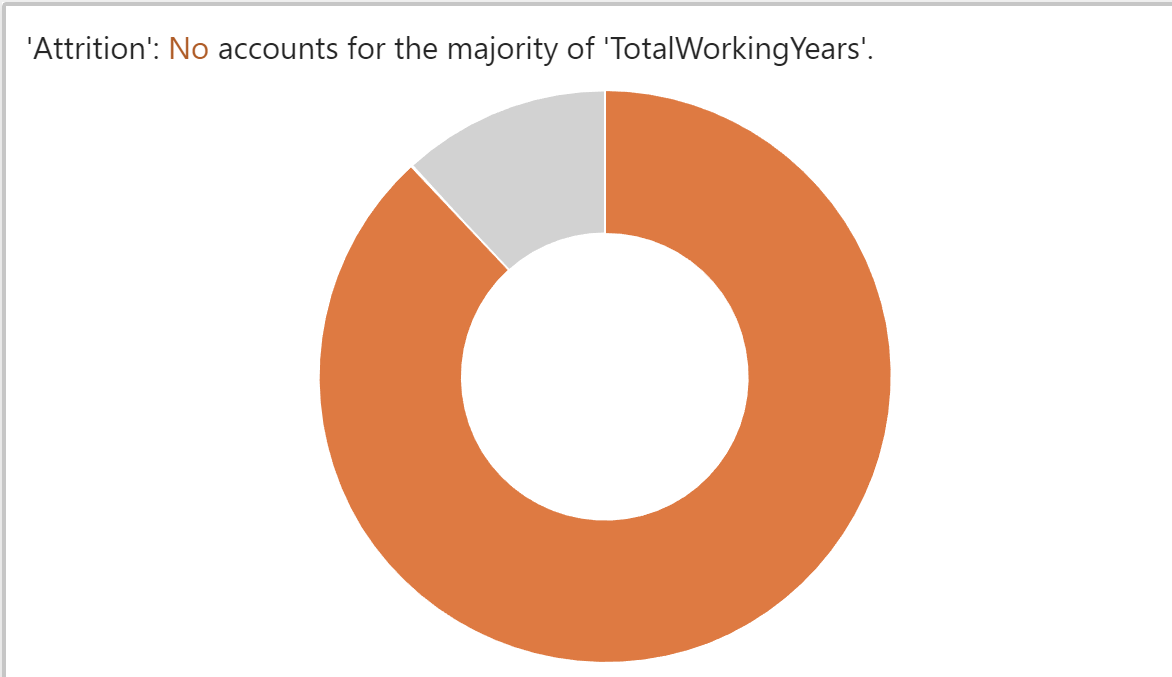 'Attrition': No accounts for the majority of 'TotalWorkingYears'.